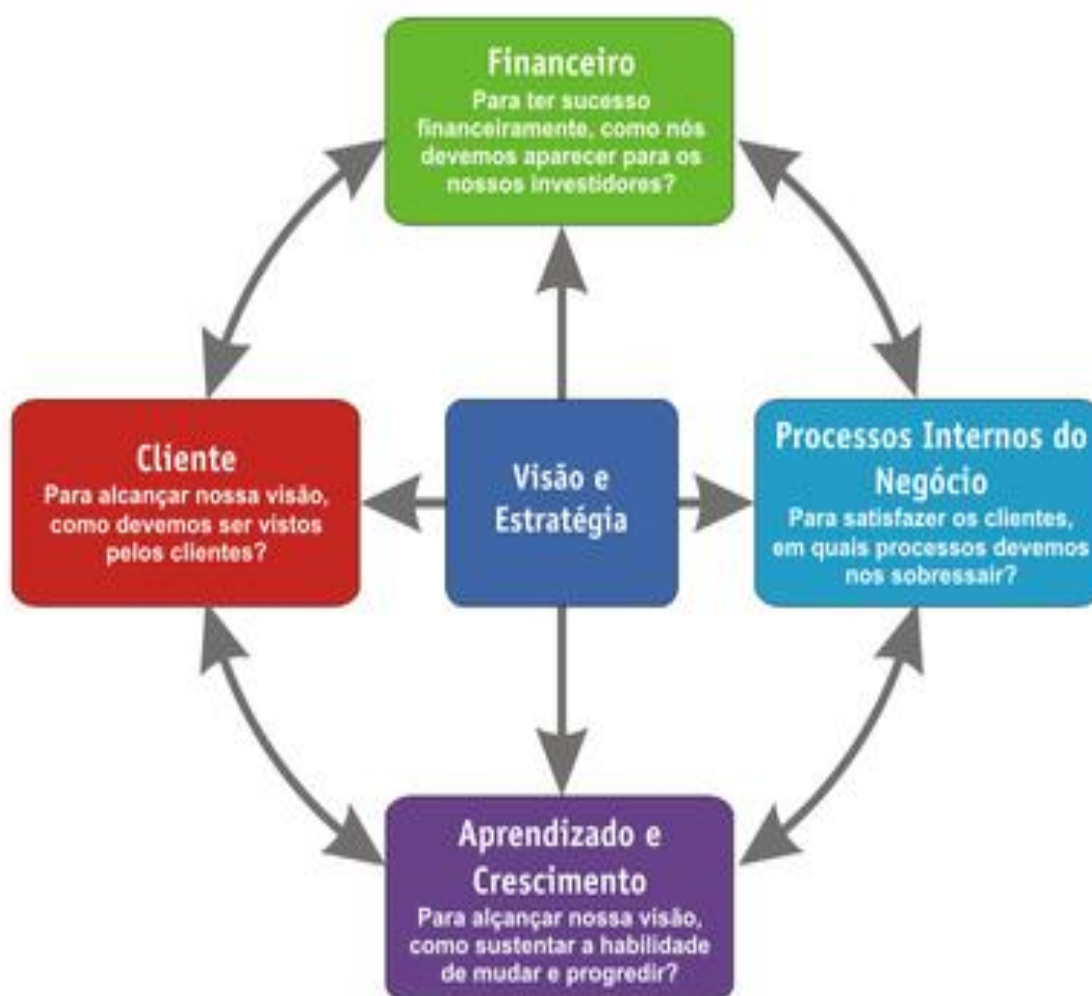 Financeiro
Para ter sucesso
financeiramente, como nós
devemos aparecer para os
nossos investidores?
Cliente
Para alcançar nossa visão,
como devemos ser vistos
pelos clientes?
Visão e
Estratégia
Processos Internos do
Negócio
Para satisfazer os clientes,
em quais processos devemos
nos sobressair?
Aprendizado e
Crescimento
Para alçançar nossa visão,
como sustentar a habilidade
de mudar e progredir?